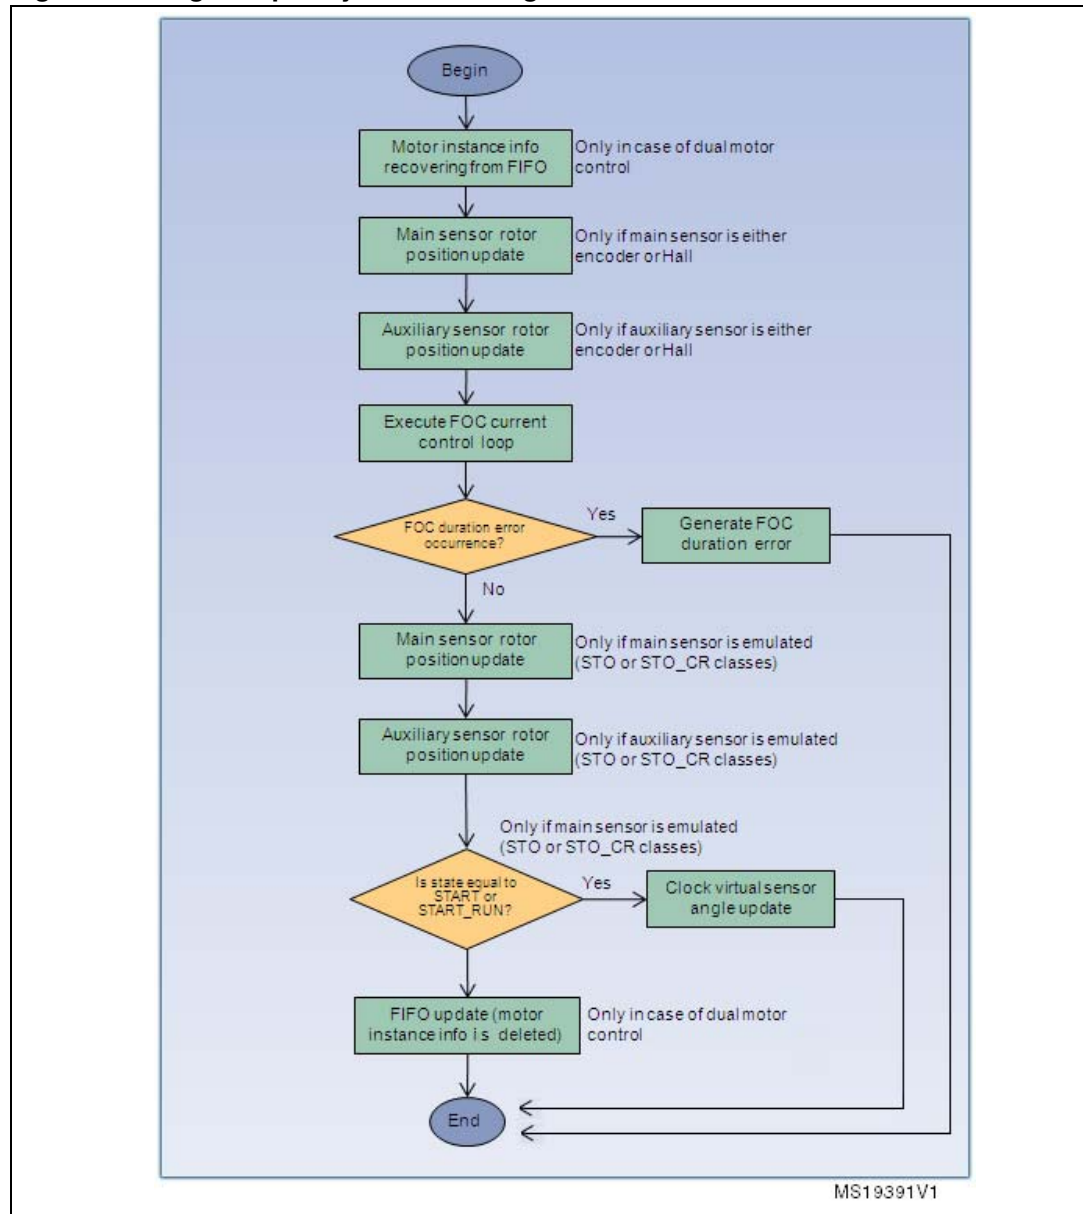 Begin
Motor instance info
recovering from FIFO
Only in case of dual motor
control
Main sensor rotor
position update
Only if main sensor is either
encoder or Hall
Auxiliary sensor rotor
position update
Only if auxiliary sensor is either
encoder or Hall
Execute FOC current
control loop
FOC duration error
occurrence?
Yes
Generate FOC
duration error
No
Main sensor rotor
position update
Only if main sensor is emulated
(STO or STO_CR classes)
Auxiliary sensor rotor
position update
Only if auxiliary sensor is emulated
(STO or STO_CR classes)
Only if main sensor is emulated
(STO or STO_CR classes)
Is state equal to
START or
START_RUN?
Yes
Clock virtual sensor
angle update
FIFO update (motor
instance info is deleted)
Only in case of dual motor
control
End
MS19391V1